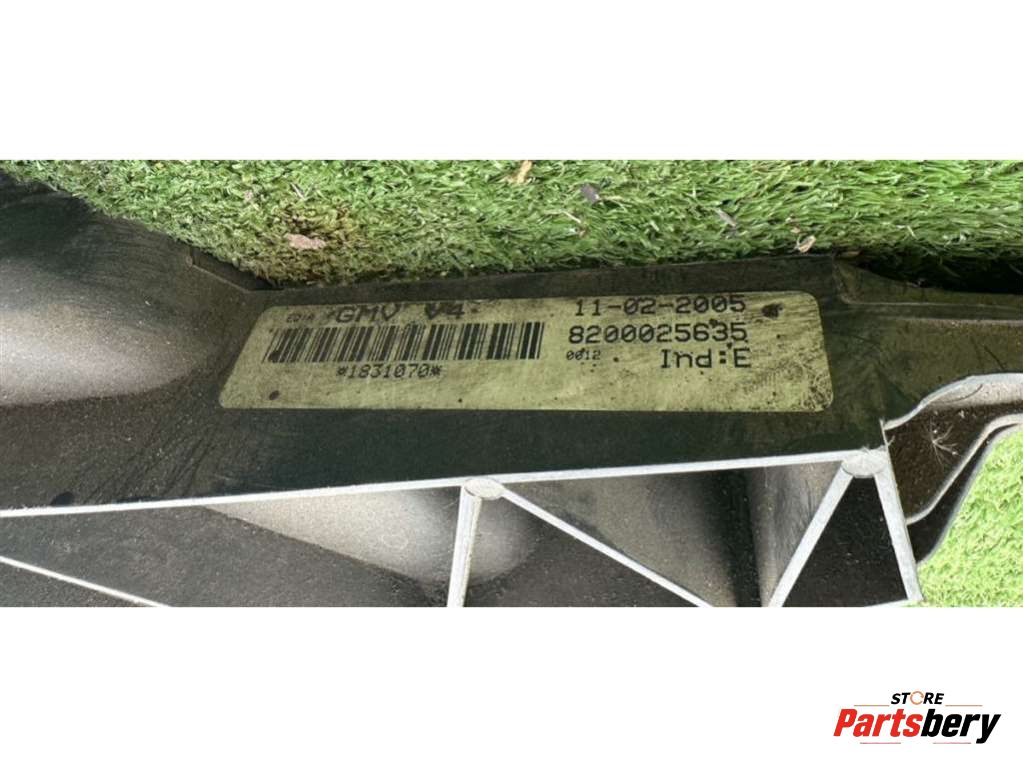 GMV V4 11-02-2005
8200025635
0012 Ind:E
*1831070*
STORE
Partsbery